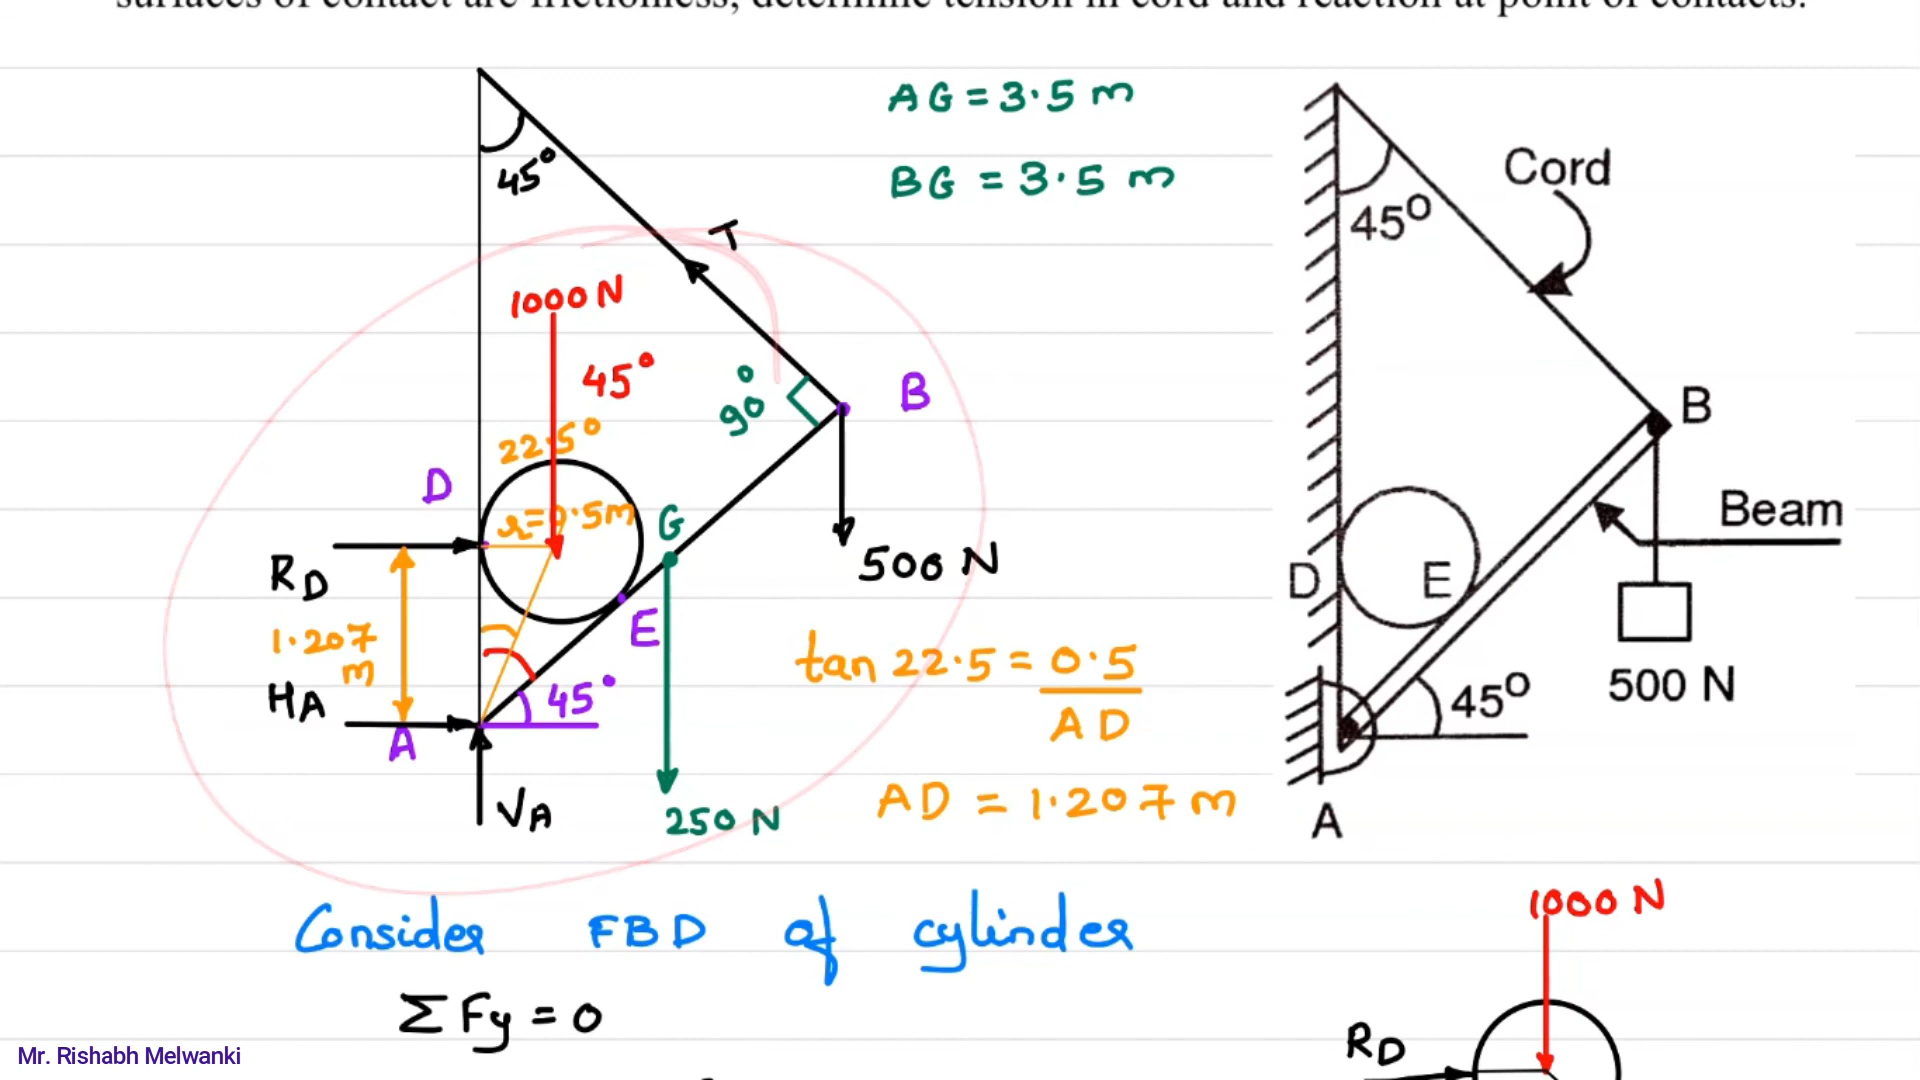 surfaces of contact are frictionless, determine tension in cord and reaction at point of contacts.
AG = 3.5 m
BG = 3.5 m
45°
T
1000 N
45°
22.5°
90°
B
D
r=0.5m
G
500 N
RD
E
1.207
m
HA
A
45°
tan 22.5 = 0.5
AD
AD = 1.207 m
VA
250 N
Cord
45°
B
Beam
D
E
45°
500 N
A
Consider FBD of cylinder
ΣFy = 0
1000 N
RD
Mr. Rishabh Melwanki